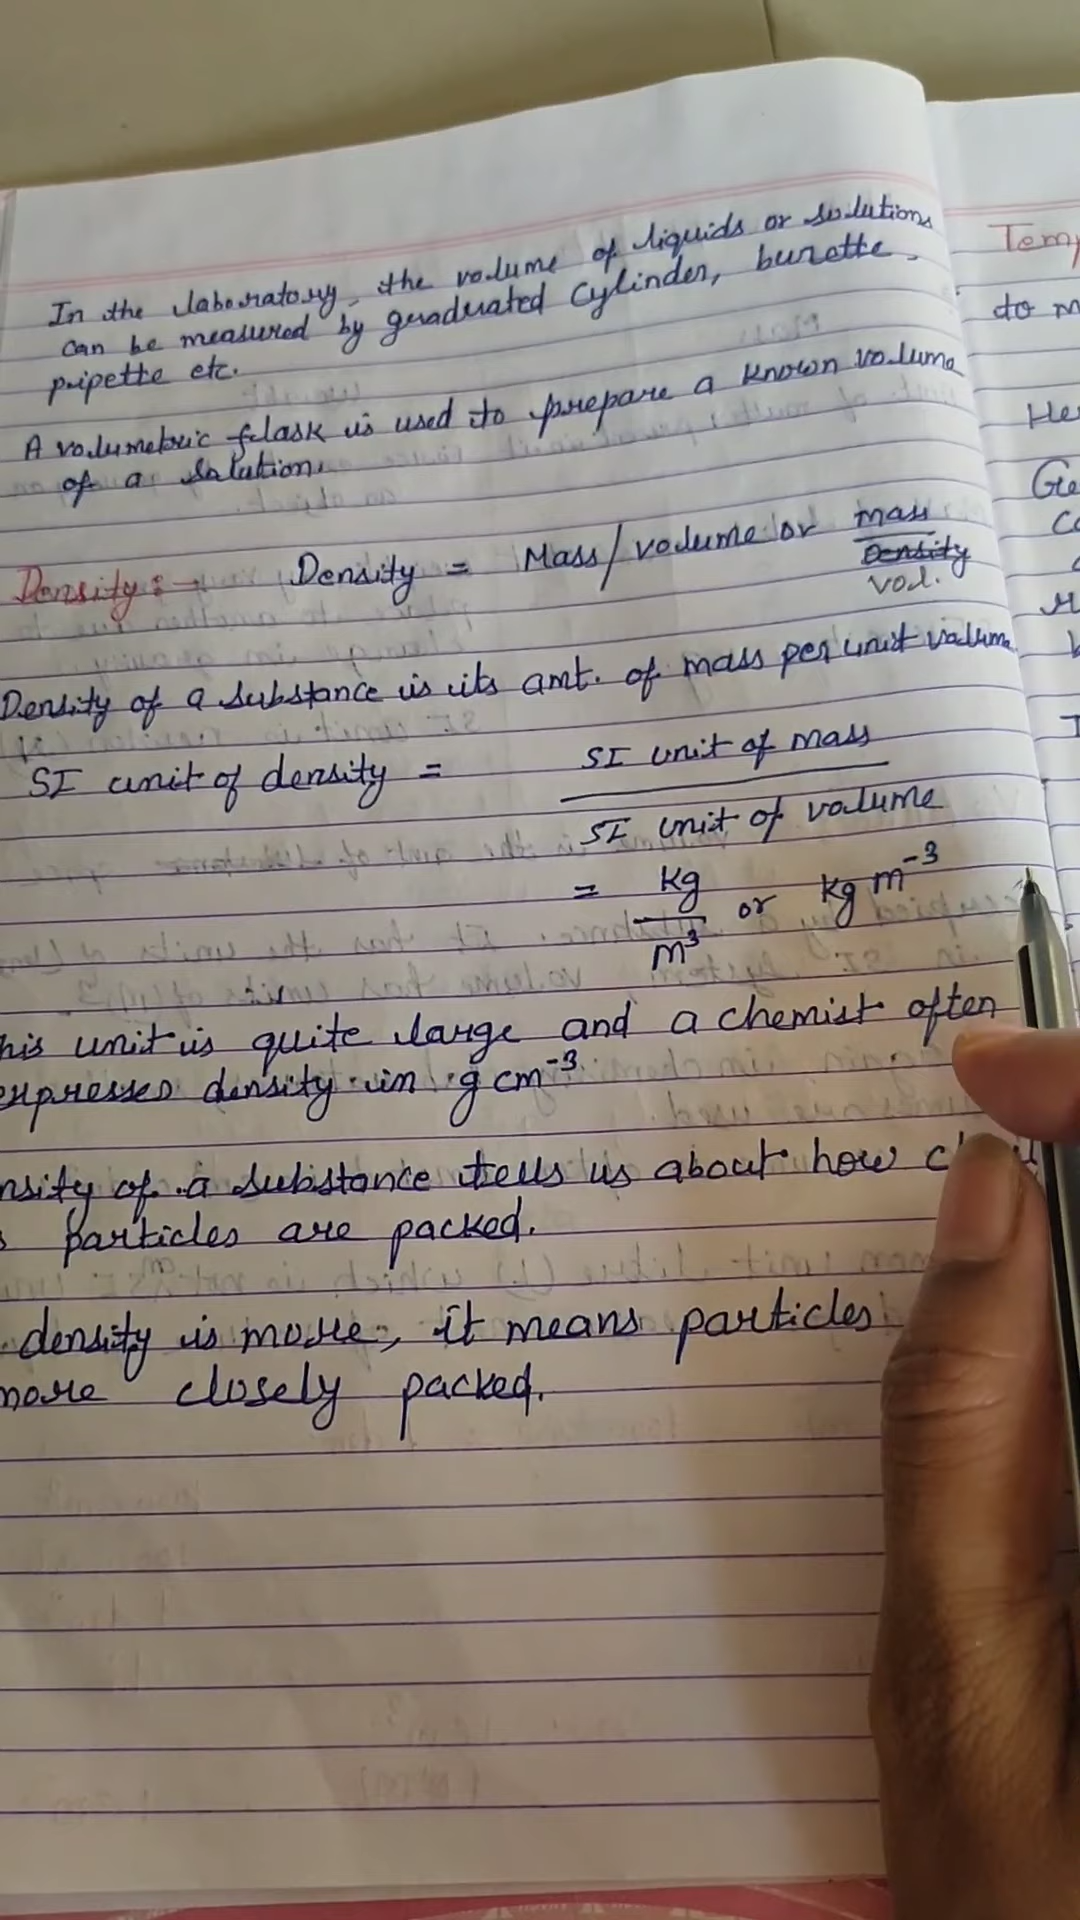 In the laboratory, the volume of liquids or solutions
can be measured by graduated cylinder, burette,
pipette etc.
A volumetric flask is used to prepare a known volume
of a solution.
Density:→ Density = Mass/volume or mass
Density
vol.
Density of a substance is its amt. of mass per unit volume
SI unit of density = SI unit of mass
SI unit of volume
= kg/m³ or kg m⁻³
his unit is quite large and a chemist often
expresses density in g cm⁻³
nsity of a substance tells us about how
s particles are packed.
density is more, it means particles
more closely packed.
Temp
to m